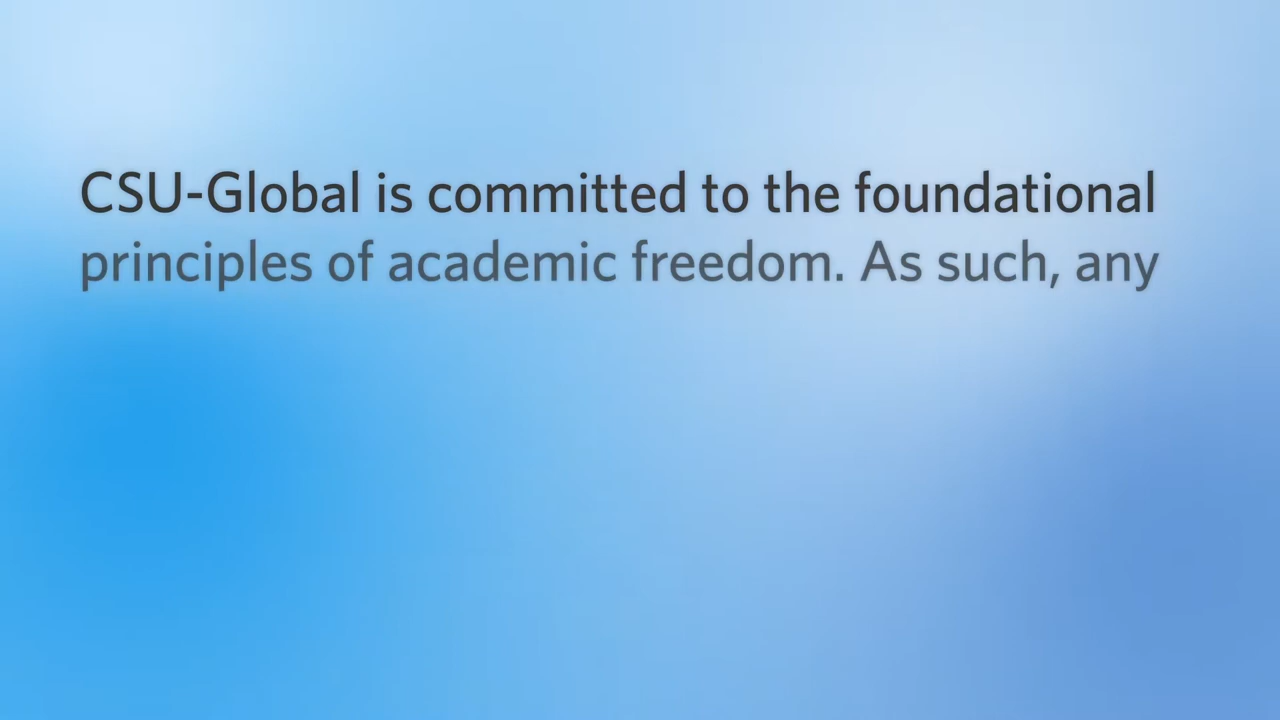 CSU-Global is committed to the foundational
principles of academic freedom. As such, any